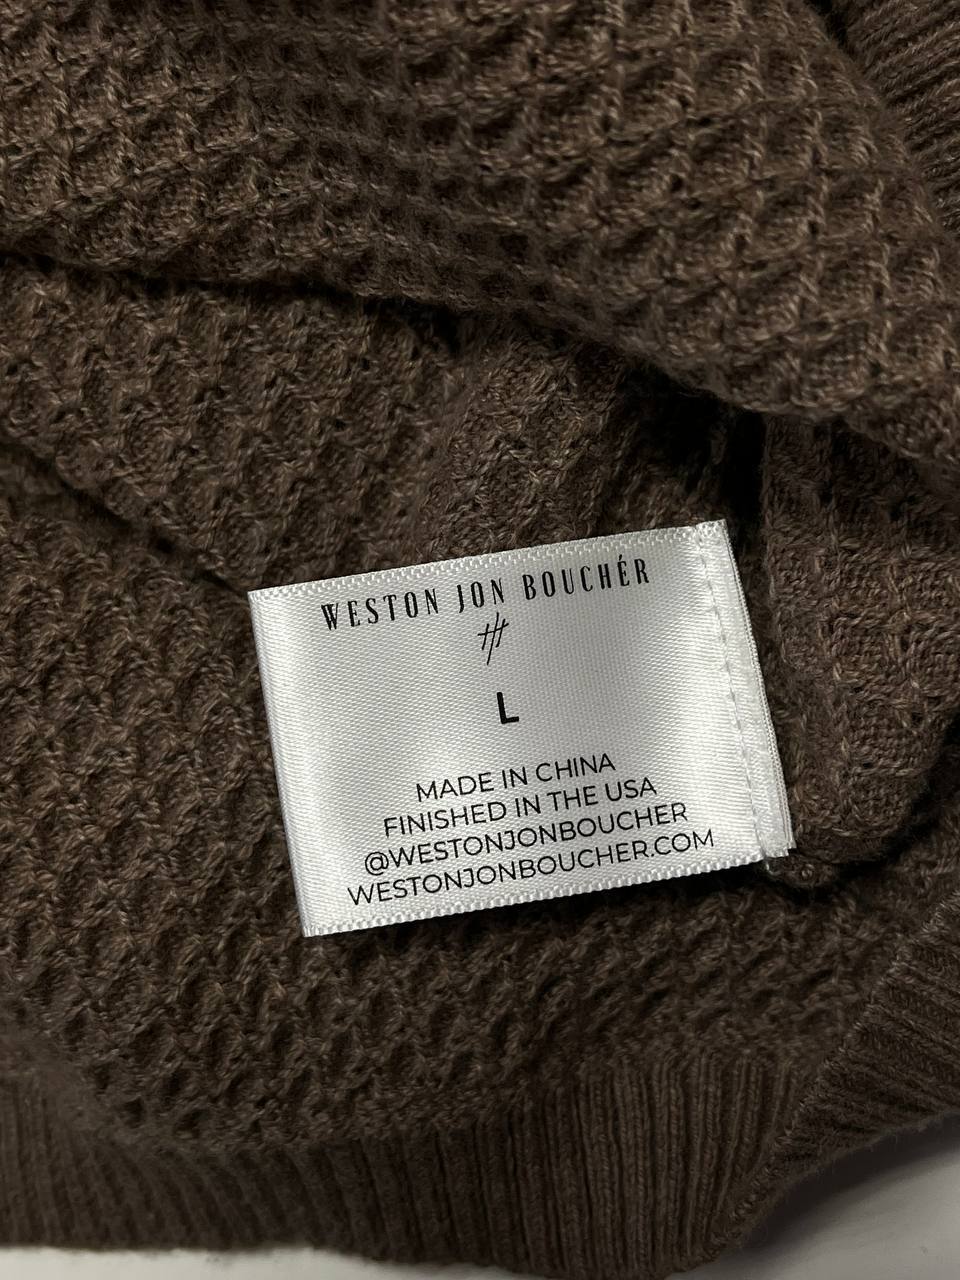 WESTON JON BOUCHÉR
L
MADE IN CHINA
FINISHED IN THE USA
@WESTONJONBOUCHER
WESTONJONBOUCHER.COM